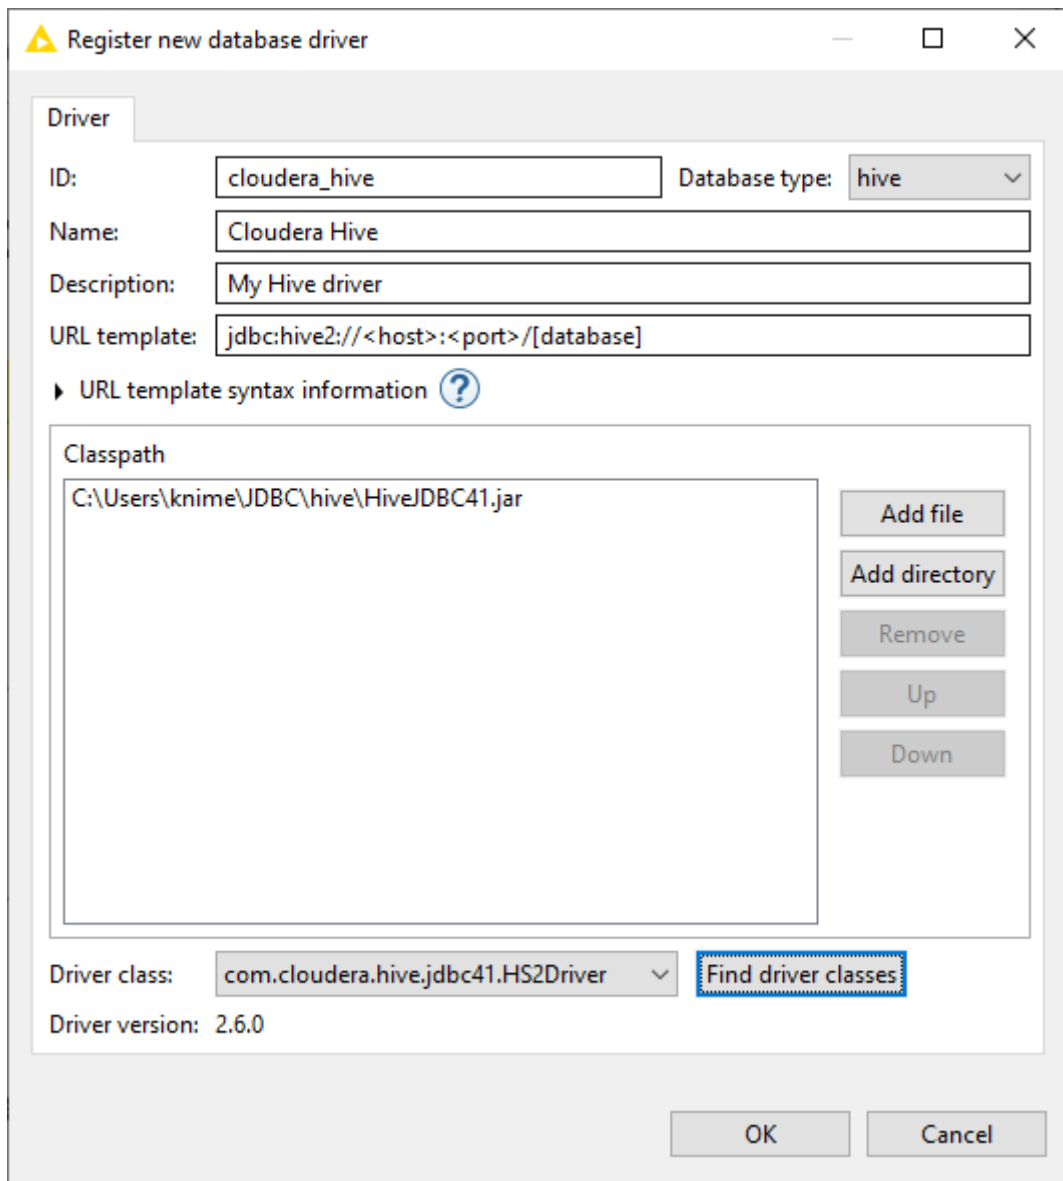 Register new database driver
Driver
ID: cloudera_hive Database type: hive
Name: Cloudera Hive
Description: My Hive driver
URL template: jdbc:hive2://<host>:<port>/[database]
URL template syntax information ?
Classpath
C:\Users\knime\JDBC\hive\HiveJDBC41.jar
Add file
Add directory
Remove
Up
Down
Driver class: com.cloudera.hive.jdbc41.HS2Driver Find driver classes
Driver version: 2.6.0
OK Cancel